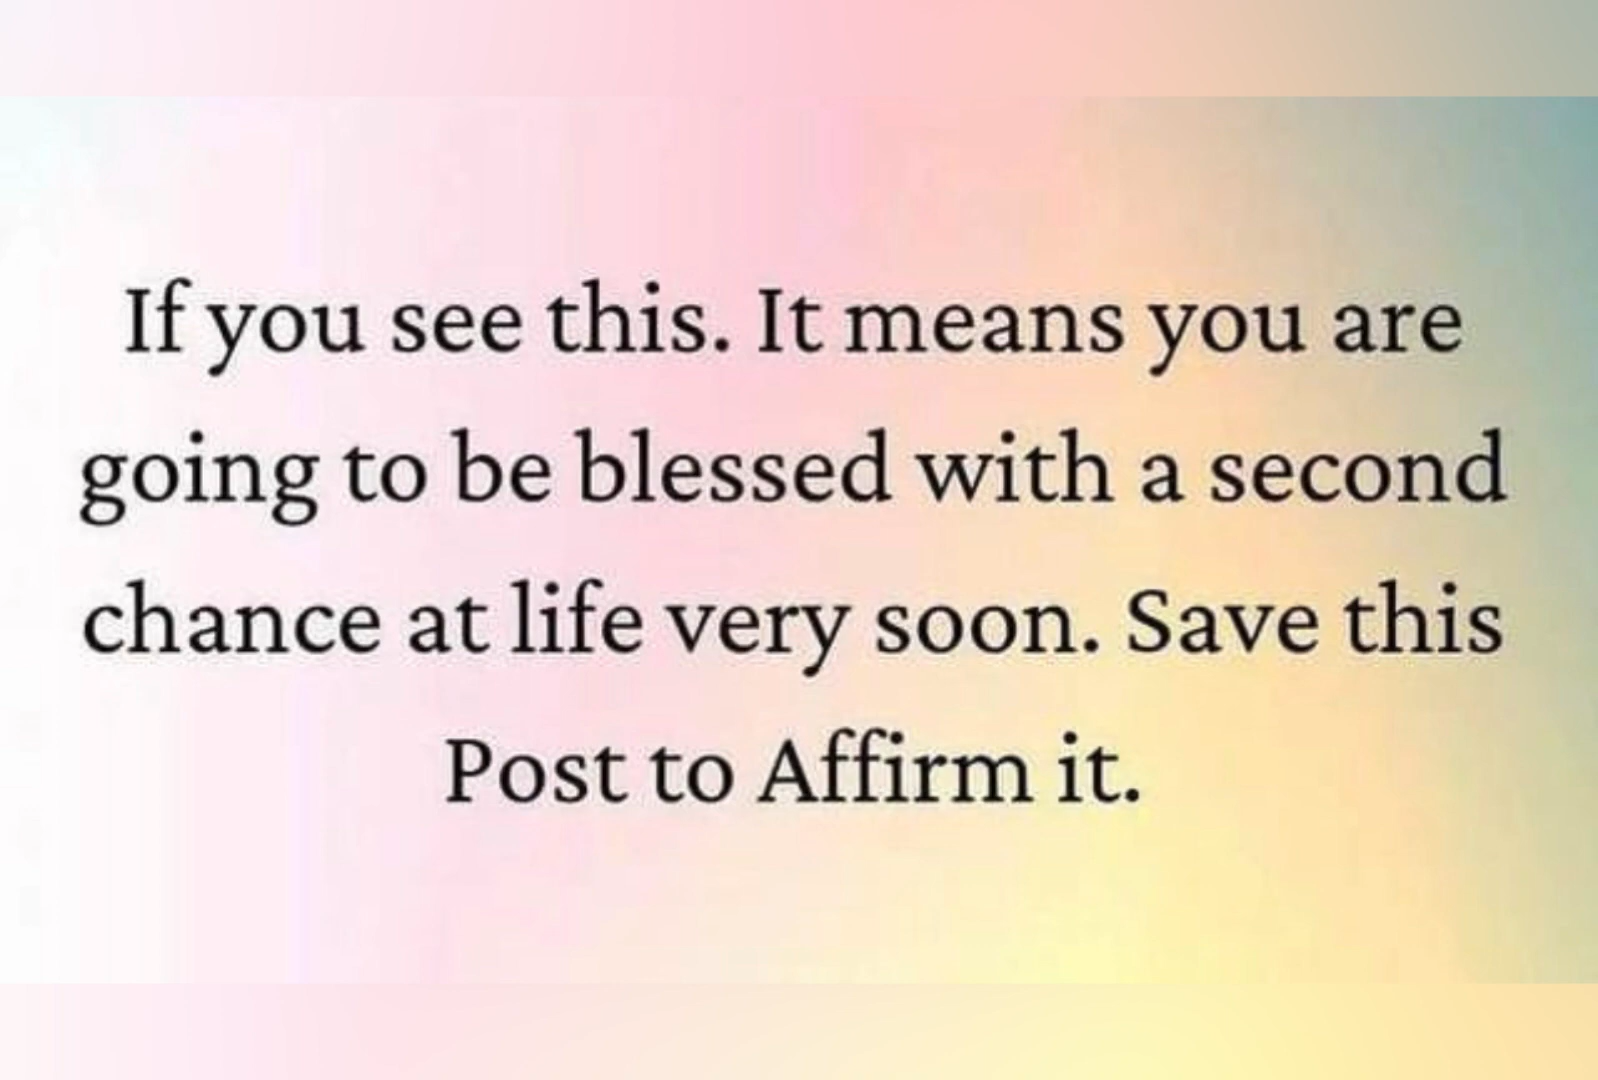 If you see this. It means you are
going to be blessed with a second
chance at life very soon. Save this
Post to Affirm it.